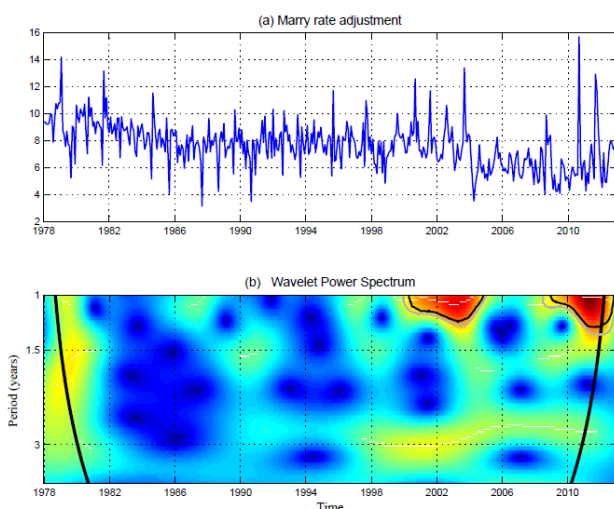 (a) Marry rate adjustment
16
14
12
10
8
6
4
2
1978 1982 1986 1990 1994 1998 2002 2006 2010
(b) Wavelet Power Spectrum
Period (years)
1
1.5
3
1978 1982 1986 1990 1994 1998 2002 2006 2010
Time